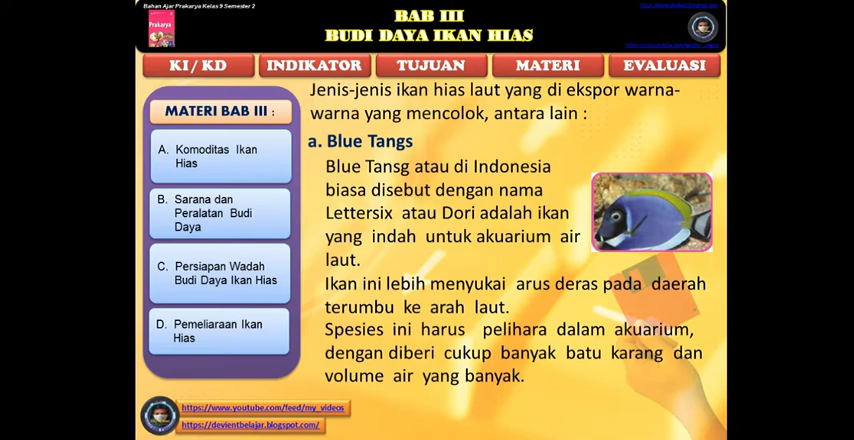 Bahan Ajar Prakarya Kelas 9 Semester 2
Prakarya
BAB III
BUDI DAYA IKAN HIAS
KI / KD
INDIKATOR
TUJUAN
MATERI
EVALUASI
MATERI BAB III :
A. Komoditas Ikan
Hias
B. Sarana dan
Peralatan Budi
Daya
C. Persiapan Wadah
Budi Daya Ikan Hias
D. Pemeliaraan Ikan
Hias
Jenis-jenis ikan hias laut yang di ekspor warna-
warna yang mencolok, antara lain :
a. Blue Tangs
Blue Tansg atau di Indonesia
biasa disebut dengan nama
Lettersix atau Dori adalah ikan
yang indah untuk akuarium air
laut.
Ikan ini lebih menyukai arus deras pada daerah
terumbu ke arah laut.
Spesies ini harus pelihara dalam akuarium,
dengan diberi cukup banyak batu karang dan
volume air yang banyak.
https://www.youtube.com/feed/my_videos
https://devientbelajar.blogspot.com/